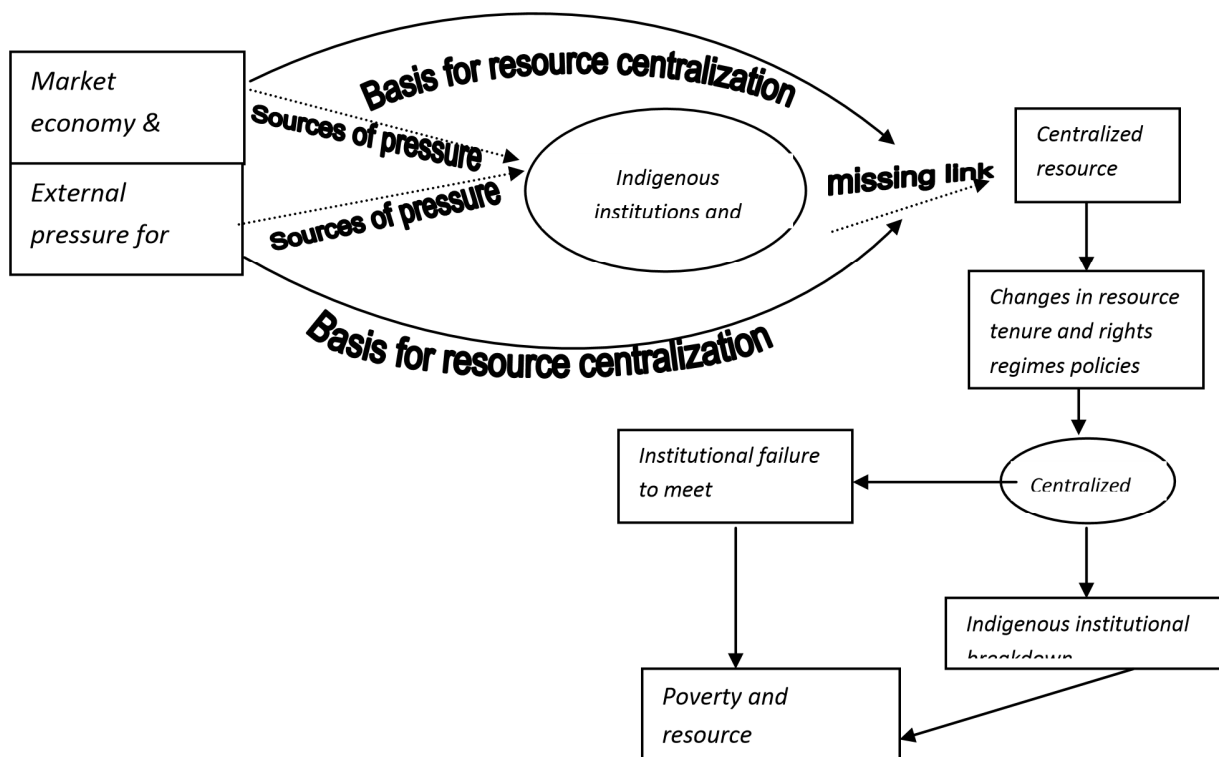 Market
economy &
External
pressure for
Basis for resource centralization
Sources of pressure
Sources of pressure
Basis for resource centralization
Indigenous
institutions and
missing link
Centralized
resource
Changes in resource
tenure and rights
regimes policies
Centralized
Institutional failure
to meet
Indigenous institutional
breakdown
Poverty and
resource